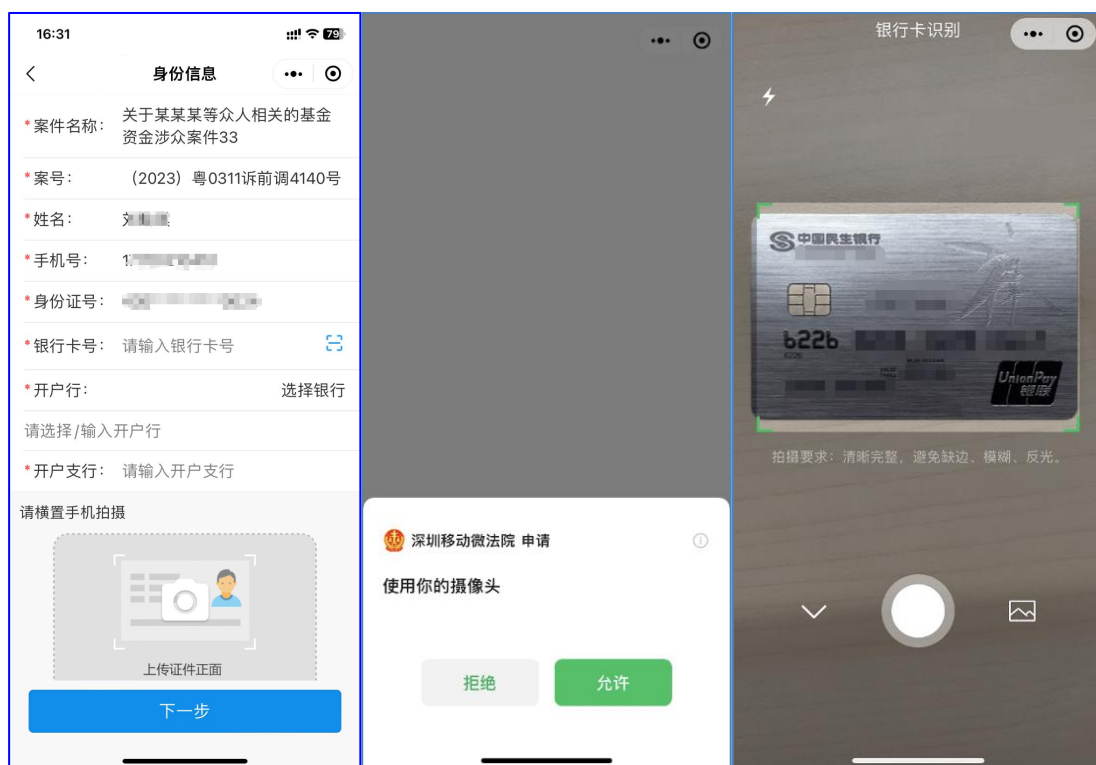 16:31
79
身份信息
*案件名称：
关于某某某等众人相关的基金
资金涉众案件33
*案号：
（2023）粤0311诉前调4140号
*姓名：
*手机号：
*身份证号：
*银行卡号：
请输入银行卡号
*开户行：
选择银行
请选择/输入开户行
*开户支行：
请输入开户支行
请横置手机拍摄
上传证件正面
下一步
深圳移动微法院 申请
使用你的摄像头
拒绝
允许
银行卡识别
中国民生银行
6226
6226
UnionPay
银联
拍摄要求：清晰完整，避免缺边、模糊、反光。